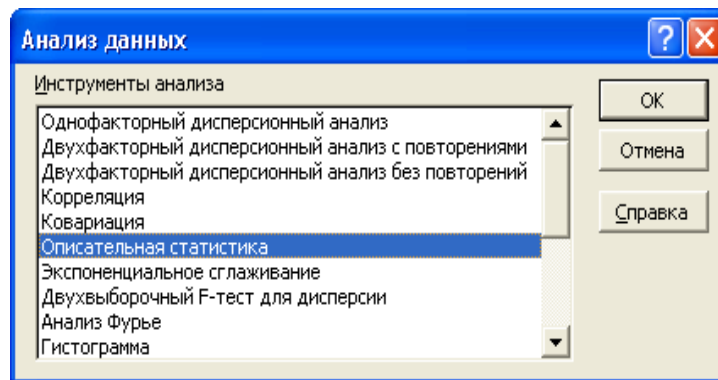 Анализ данных
Инструменты анализа
Однофакторный дисперсионный анализ
Двухфакторный дисперсионный анализ с повторениями
Двухфакторный дисперсионный анализ без повторений
Корреляция
Ковариация
Описательная статистика
Экспоненциальное сглаживание
Двухвыборочный F-тест для дисперсии
Анализ Фурье
Гистограмма
ОК
Отмена
Справка